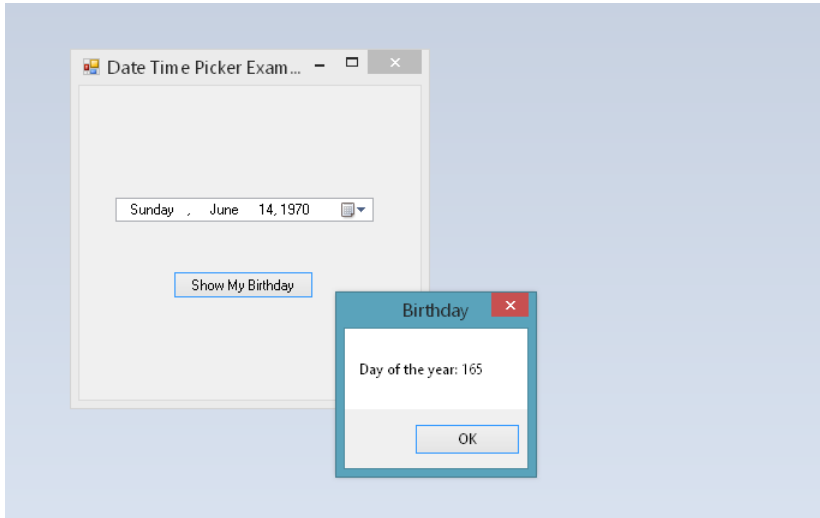 Date Time Picker Exam...
Sunday , June 14, 1970
Show My Birthday
Birthday
Day of the year: 165
OK